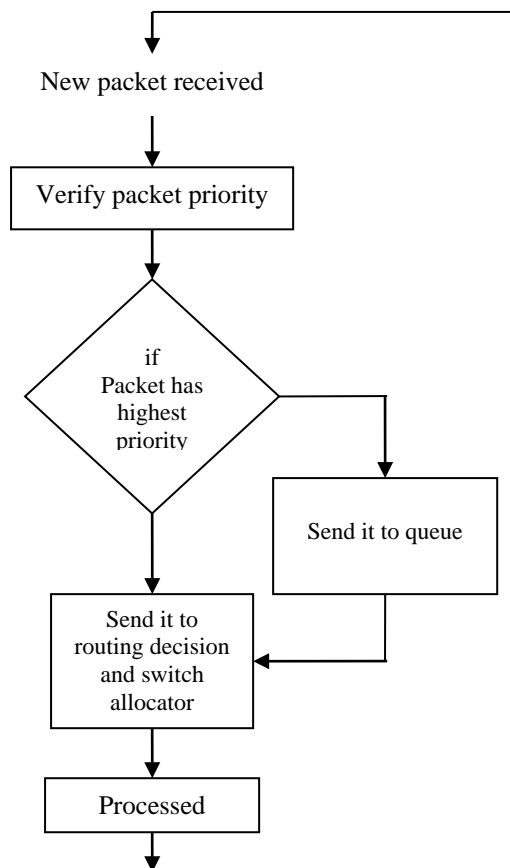 New packet received
Verify packet priority
if
Packet has
highest
priority
Send it to queue
Send it to
routing decision
and switch
allocator
Processed